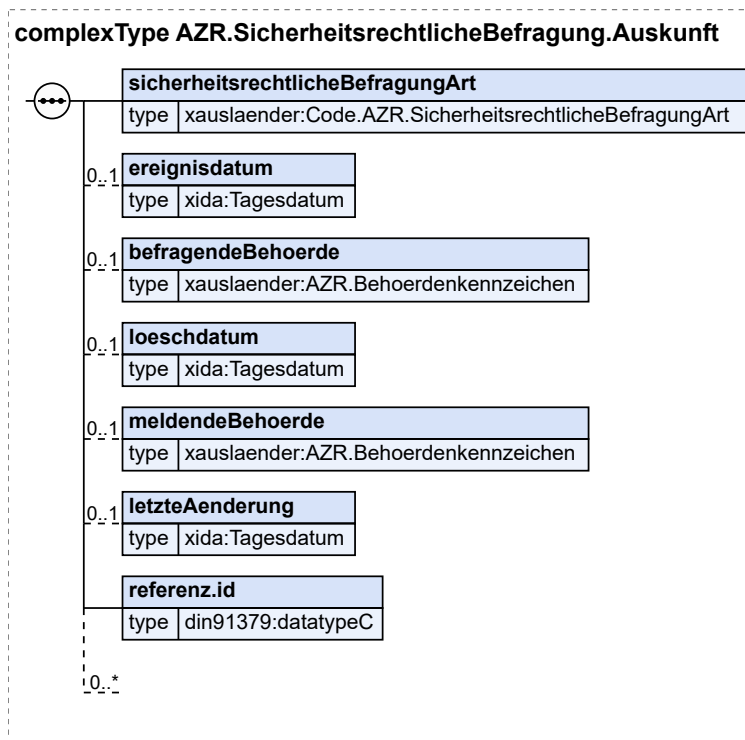 complexType AZR.SicherheitsrechtlicheBefragung.Auskunft
sicherheitsrechtlicheBefragungArt
type xauslaender:Code.AZR.SicherheitsrechtlicheBefragungArt
0..1 ereignisdatum
type xida:Tagesdatum
0..1 befragendeBehoerde
type xauslaender:AZR.Behoerdenkennzeichen
0..1 loeschdatum
type xida:Tagesdatum
0..1 meldendeBehoerde
type xauslaender:AZR.Behoerdenkennzeichen
0..1 letzteAenderung
type xida:Tagesdatum
referenz.id
type din91379:datatypeC
0..*